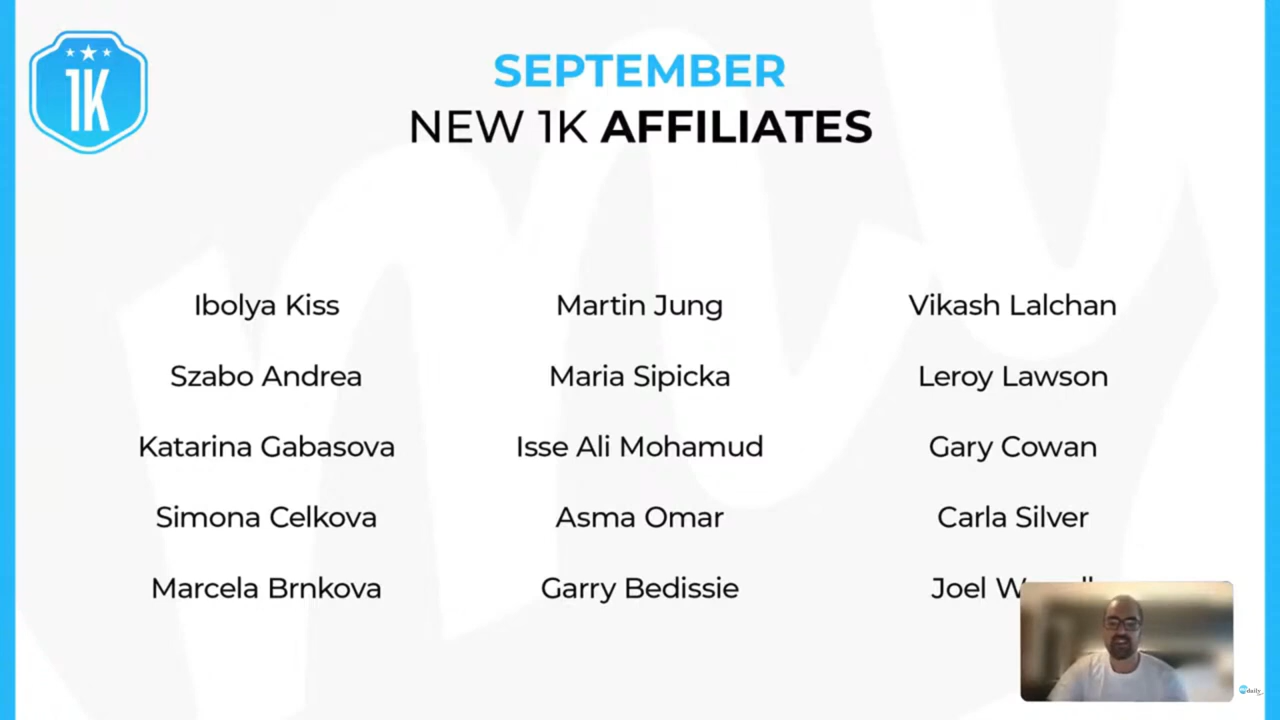 1K
SEPTEMBER
NEW 1K AFFILIATES
Ibolya Kiss
Martin Jung
Vikash Lalchan
Szabo Andrea
Maria Sipicka
Leroy Lawson
Katarina Gabasova
Isse Ali Mohamud
Gary Cowan
Simona Celkova
Asma Omar
Carla Silver
Marcela Brnkova
Garry Bedissie
Joel
daily